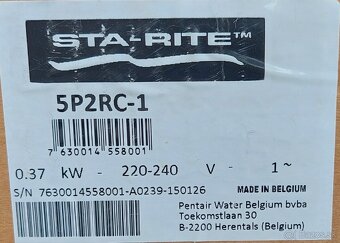 STA-RITE™
5P2RC-1
7 630014 558001
0.37 kW - 220-240 V - 1~
S/N 7630014558001-A0239-150126
MADE IN BELGIUM
Pentair Water Belgium bvba
Toekomstlaan 30
B-2200 Herentals (Belgium)